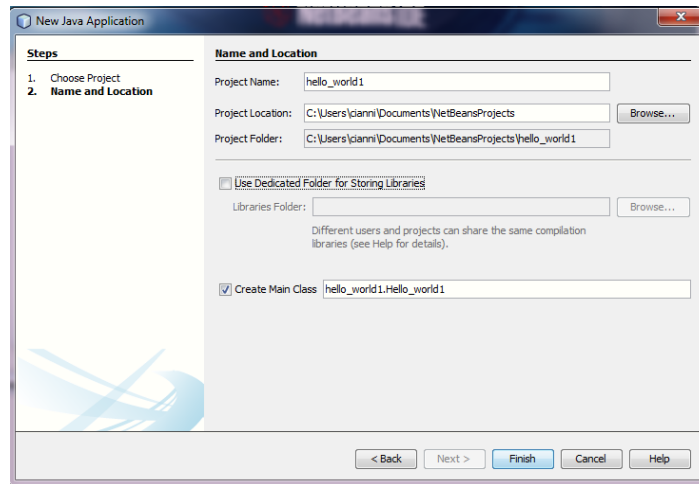 New Java Application
Steps
1. Choose Project
2. Name and Location
Name and Location
Project Name: hello_world1
Project Location: C:\Users\cianni\Documents\NetBeansProjects Browse...
Project Folder: C:\Users\cianni\Documents\NetBeansProjects\hello_world1
Use Dedicated Folder for Storing Libraries
Libraries Folder: Browse...
Different users and projects can share the same compilation
libraries (see Help for details).
Create Main Class hello_world1.Hello_world1
< Back Next > Finish Cancel Help